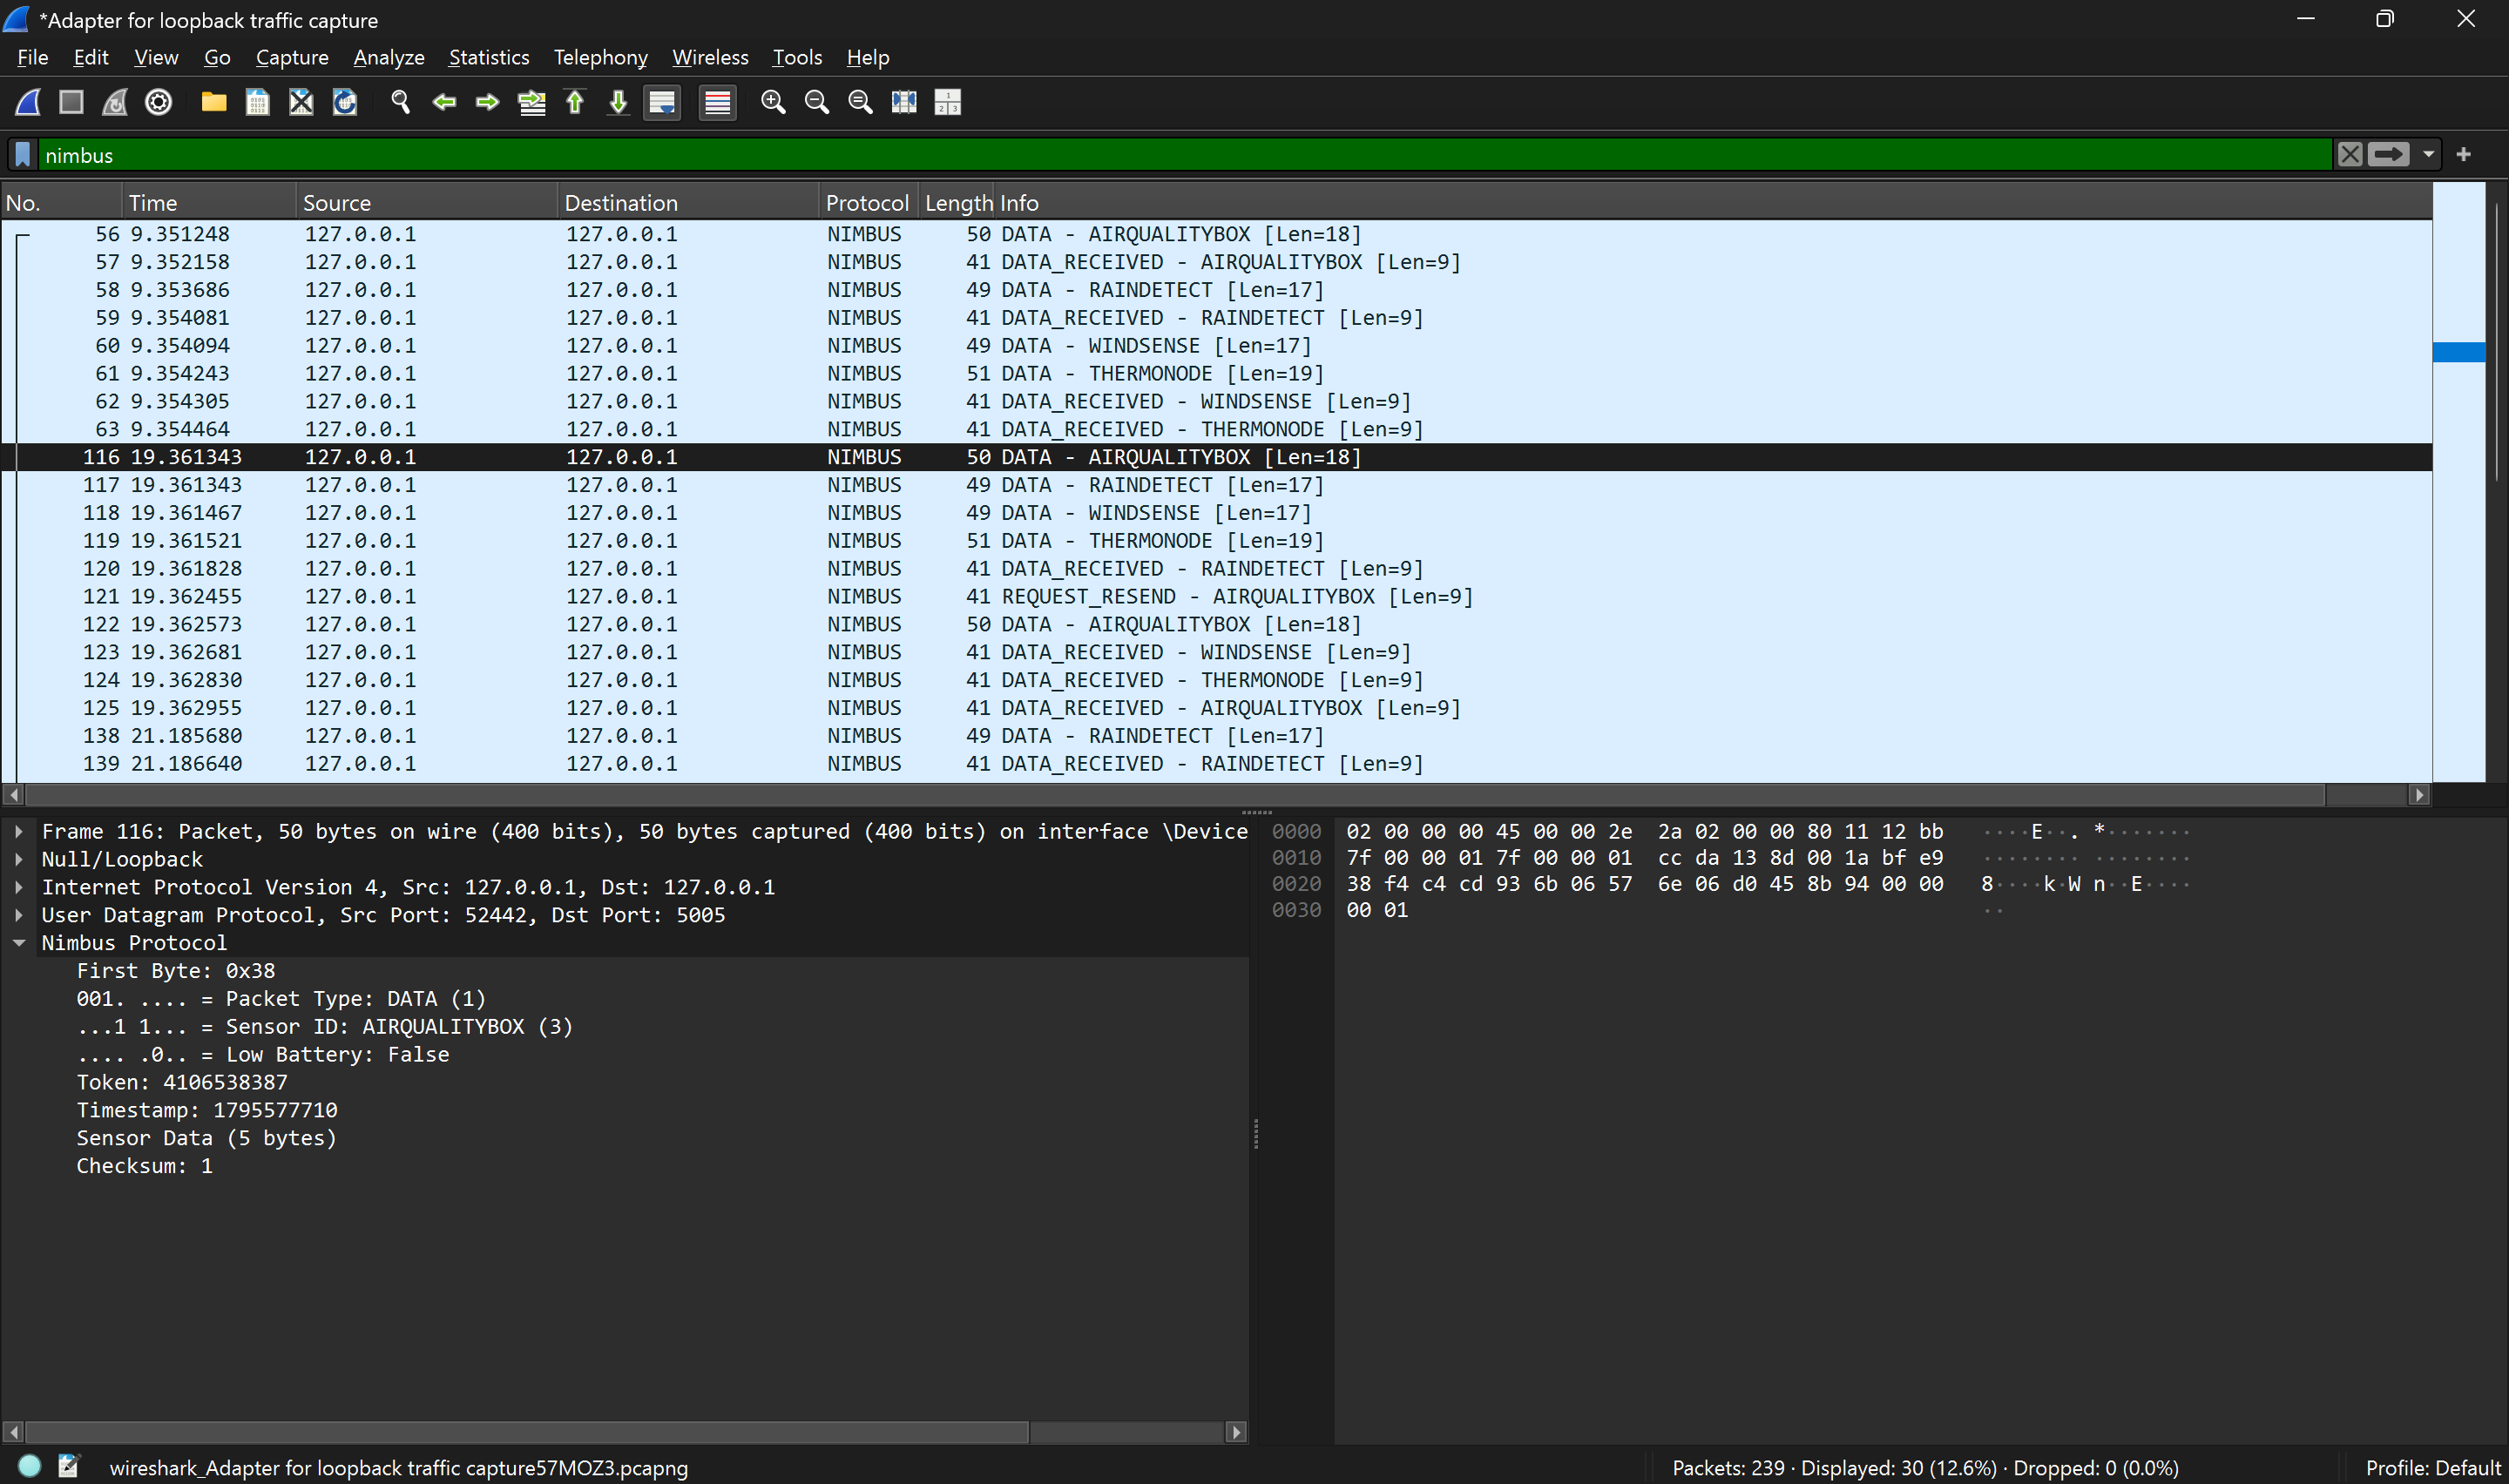 *Adapter for loopback traffic capture
File Edit View Go Capture Analyze Statistics Telephony Wireless Tools Help
nimbus
No. Time Source Destination Protocol Length Info
56 9.351248 127.0.0.1 127.0.0.1 NIMBUS 50 DATA - AIRQUALITYBOX [Len=18]
57 9.352158 127.0.0.1 127.0.0.1 NIMBUS 41 DATA_RECEIVED - AIRQUALITYBOX [Len=9]
58 9.353686 127.0.0.1 127.0.0.1 NIMBUS 49 DATA - RAINDETECT [Len=17]
59 9.354081 127.0.0.1 127.0.0.1 NIMBUS 41 DATA_RECEIVED - RAINDETECT [Len=9]
60 9.354094 127.0.0.1 127.0.0.1 NIMBUS 49 DATA - WINDSENSE [Len=17]
61 9.354243 127.0.0.1 127.0.0.1 NIMBUS 51 DATA - THERMONODE [Len=19]
62 9.354305 127.0.0.1 127.0.0.1 NIMBUS 41 DATA_RECEIVED - WINDSENSE [Len=9]
63 9.354464 127.0.0.1 127.0.0.1 NIMBUS 41 DATA_RECEIVED - THERMONODE [Len=9]
116 19.361343 127.0.0.1 127.0.0.1 NIMBUS 50 DATA - AIRQUALITYBOX [Len=18]
117 19.361343 127.0.0.1 127.0.0.1 NIMBUS 49 DATA - RAINDETECT [Len=17]
118 19.361467 127.0.0.1 127.0.0.1 NIMBUS 49 DATA - WINDSENSE [Len=17]
119 19.361521 127.0.0.1 127.0.0.1 NIMBUS 51 DATA - THERMONODE [Len=19]
120 19.361828 127.0.0.1 127.0.0.1 NIMBUS 41 DATA_RECEIVED - RAINDETECT [Len=9]
121 19.362455 127.0.0.1 127.0.0.1 NIMBUS 41 REQUEST_RESEND - AIRQUALITYBOX [Len=9]
122 19.362573 127.0.0.1 127.0.0.1 NIMBUS 50 DATA - AIRQUALITYBOX [Len=18]
123 19.362681 127.0.0.1 127.0.0.1 NIMBUS 41 DATA_RECEIVED - WINDSENSE [Len=9]
124 19.362830 127.0.0.1 127.0.0.1 NIMBUS 41 DATA_RECEIVED - THERMONODE [Len=9]
125 19.362955 127.0.0.1 127.0.0.1 NIMBUS 41 DATA_RECEIVED - AIRQUALITYBOX [Len=9]
138 21.185680 127.0.0.1 127.0.0.1 NIMBUS 49 DATA - RAINDETECT [Len=17]
139 21.186640 127.0.0.1 127.0.0.1 NIMBUS 41 DATA_RECEIVED - RAINDETECT [Len=9]
Frame 116: Packet, 50 bytes on wire (400 bits), 50 bytes captured (400 bits) on interface \Device
Null/Loopback
Internet Protocol Version 4, Src: 127.0.0.1, Dst: 127.0.0.1
User Datagram Protocol, Src Port: 52442, Dst Port: 5005
Nimbus Protocol
First Byte: 0x38
001. .... = Packet Type: DATA (1)
...1 1... = Sensor ID: AIRQUALITYBOX (3)
.... .0.. = Low Battery: False
Token: 4106538387
Timestamp: 1795577710
Sensor Data (5 bytes)
Checksum: 1
0000 02 00 00 00 45 00 00 2e 2a 02 00 00 80 11 12 bb ····E··. *·······
0010 7f 00 00 01 7f 00 00 01 cc da 13 8d 00 1a bf e9 ········ ········
0020 38 f4 c4 cd 93 6b 06 57 6e 06 d0 45 8b 94 00 00 8····k·W n··E····
0030 00 01 ··
wireshark_Adapter for loopback traffic capture57MOZ3.pcapng
Packets: 239 · Displayed: 30 (12.6%) · Dropped: 0 (0.0%)
Profile: Default